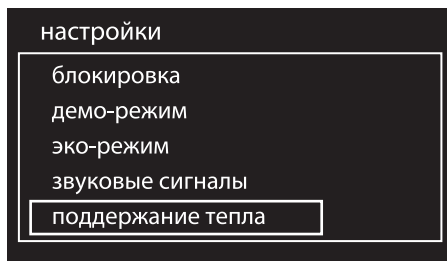 настройки
блокировка
демо-режим
эко-режим
звуковые сигналы
поддержание тепла